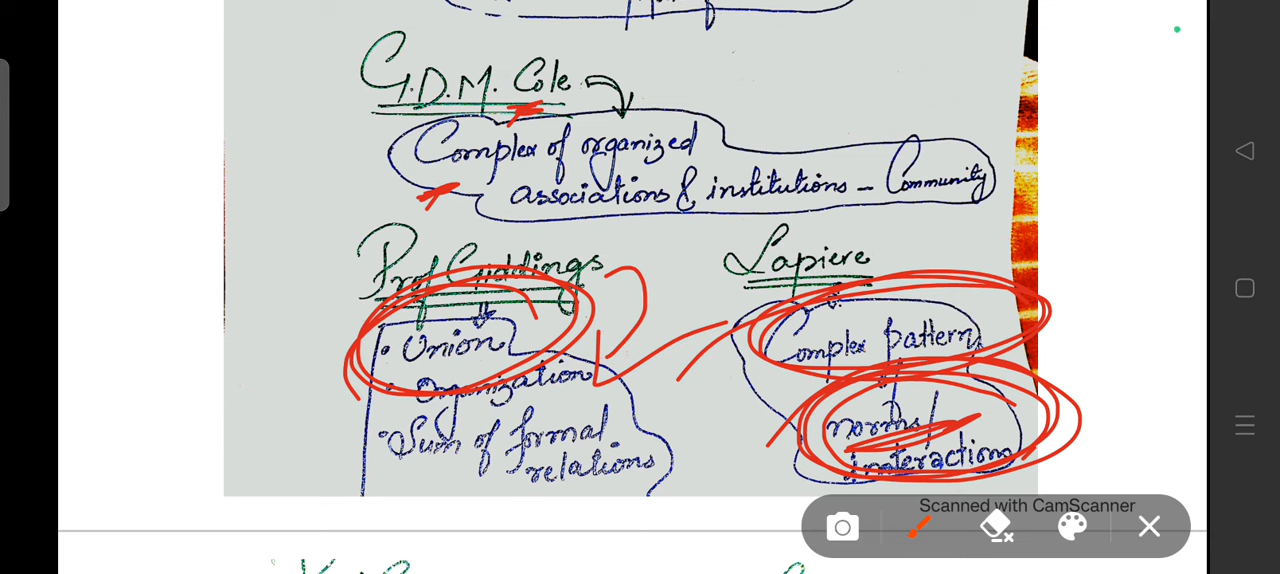 G.D.M. Cole
Complex of organized
associations & institutions - Community
Prof Giddings
• Union
• Organization
• Sum of formal
relations
Lapiere
Complex pattern
norms/
interactions
Scanned with CamScanner